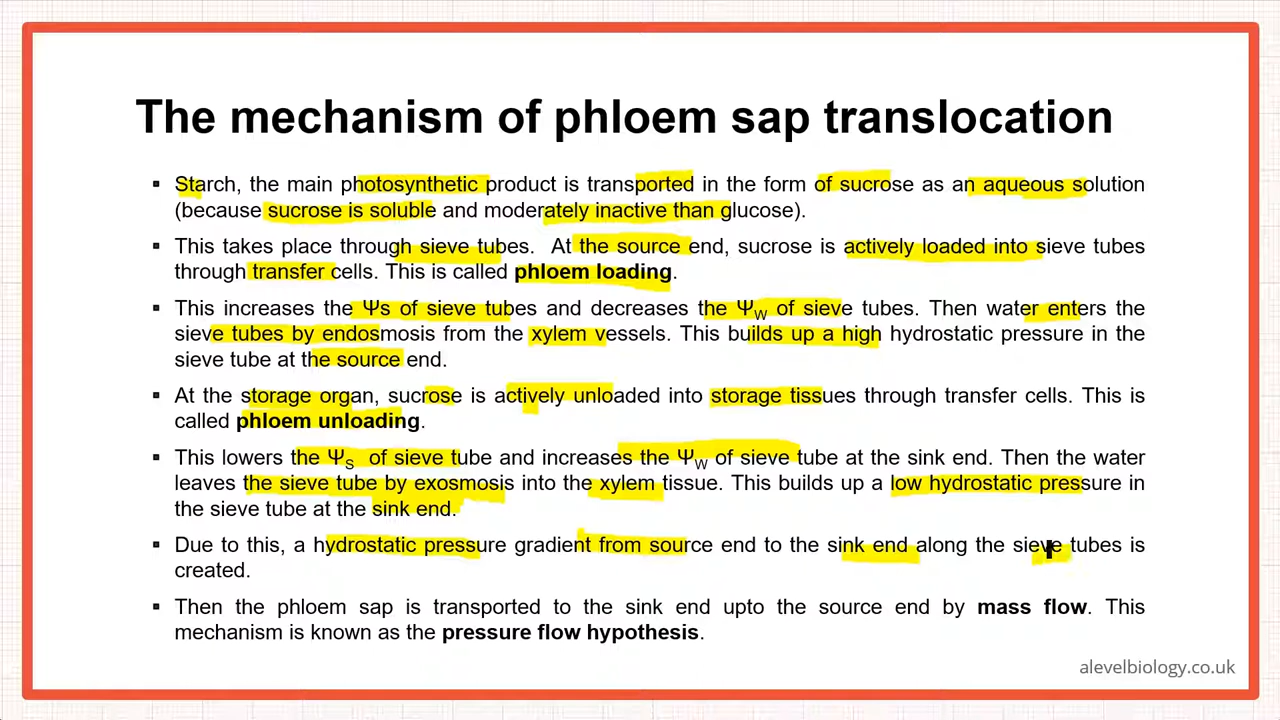 The mechanism of phloem sap translocation
▪ Starch, the main photosynthetic product is transported in the form of sucrose as an aqueous solution
(because sucrose is soluble and moderately inactive than glucose).
▪ This takes place through sieve tubes. At the source end, sucrose is actively loaded into sieve tubes
through transfer cells. This is called phloem loading.
▪ This increases the Ψs of sieve tubes and decreases the ΨW of sieve tubes. Then water enters the
sieve tubes by endosmosis from the xylem vessels. This builds up a high hydrostatic pressure in the
sieve tube at the source end.
▪ At the storage organ, sucrose is actively unloaded into storage tissues through transfer cells. This is
called phloem unloading.
▪ This lowers the ΨS of sieve tube and increases the ΨW of sieve tube at the sink end. Then the water
leaves the sieve tube by exosmosis into the xylem tissue. This builds up a low hydrostatic pressure in
the sieve tube at the sink end.
▪ Due to this, a hydrostatic pressure gradient from source end to the sink end along the sieve tubes is
created.
▪ Then the phloem sap is transported to the sink end upto the source end by mass flow. This
mechanism is known as the pressure flow hypothesis.
alevelbiology.co.uk